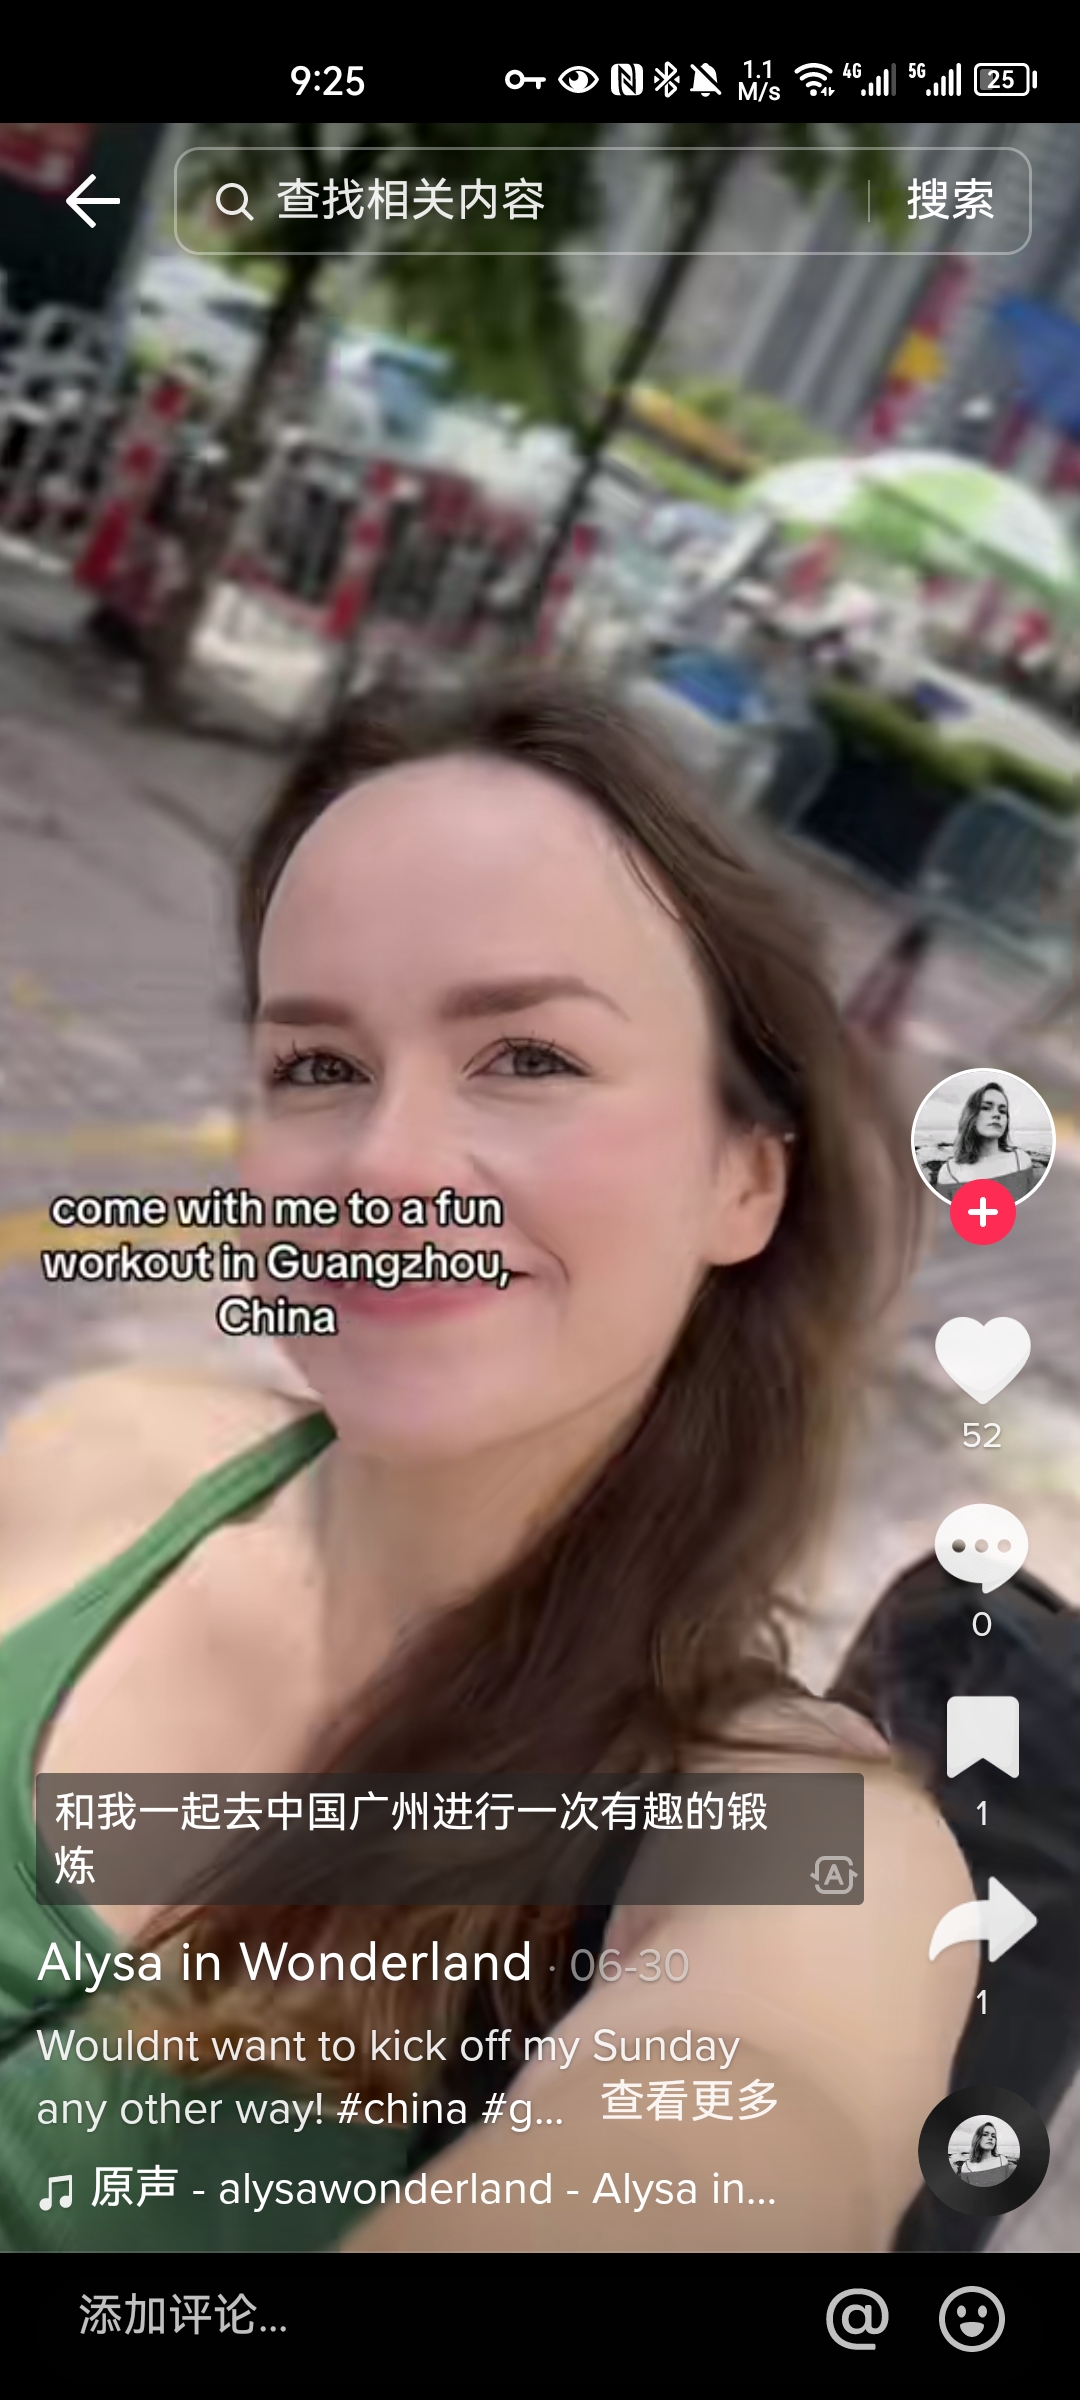 9:25
1.1
M/s
4G
5G
25
查找相关内容
搜索
come with me to a fun
workout in Guangzhou,
China
52
0
1
1
和我一起去中国广州进行一次有趣的锻
炼
A
Alysa in Wonderland · 06-30
Wouldnt want to kick off my Sunday
any other way! #china #g... 查看更多
原声 - alysawonderland - Alysa in...
添加评论...
@